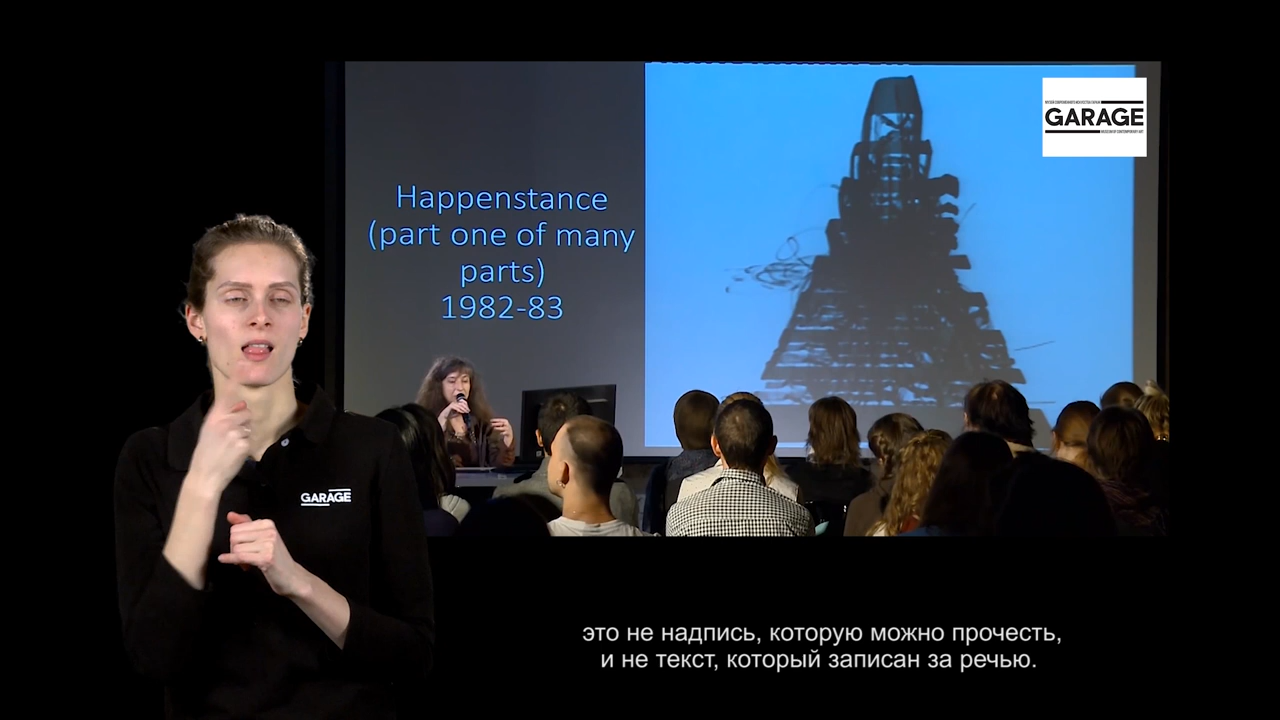 Happenstance
(part one of many
parts)
1982-83
GARAGE
GARAGE
это не надпись, которую можно прочесть,
и не текст, который записан за речью.